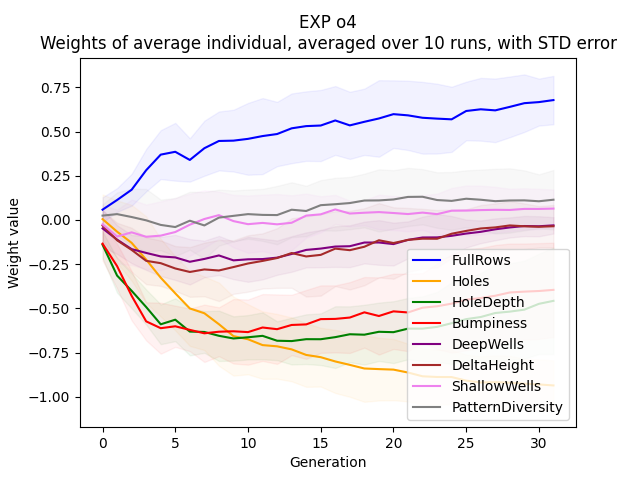 EXP o4
Weights of average individual, averaged over 10 runs, with STD error
Weight value
0.75
0.50
0.25
0.00
−0.25
−0.50
−0.75
−1.00
FullRows
Holes
HoleDepth
Bumpiness
DeepWells
DeltaHeight
ShallowWells
PatternDiversity
0 5 10 15 20 25 30
Generation